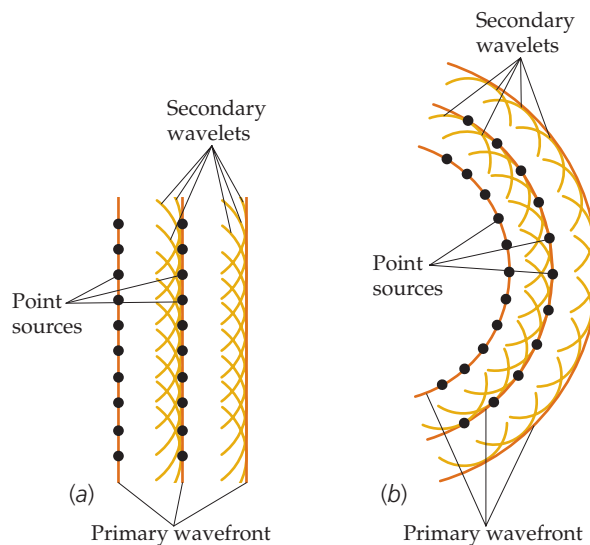 Secondary
wavelets
Point
sources
(a)
Primary wavefront
Secondary
wavelets
Point
sources
(b)
Primary wavefront